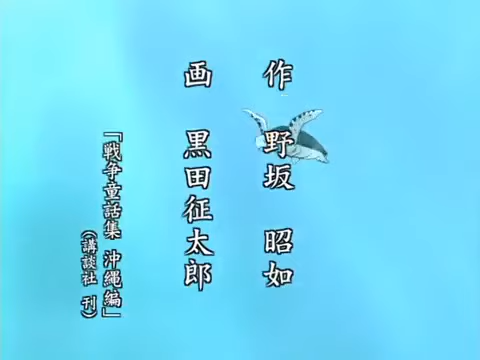 作 野坂 昭如
画 黒田征太郎
「戦争童話集 沖縄編」
（講談社 刊）